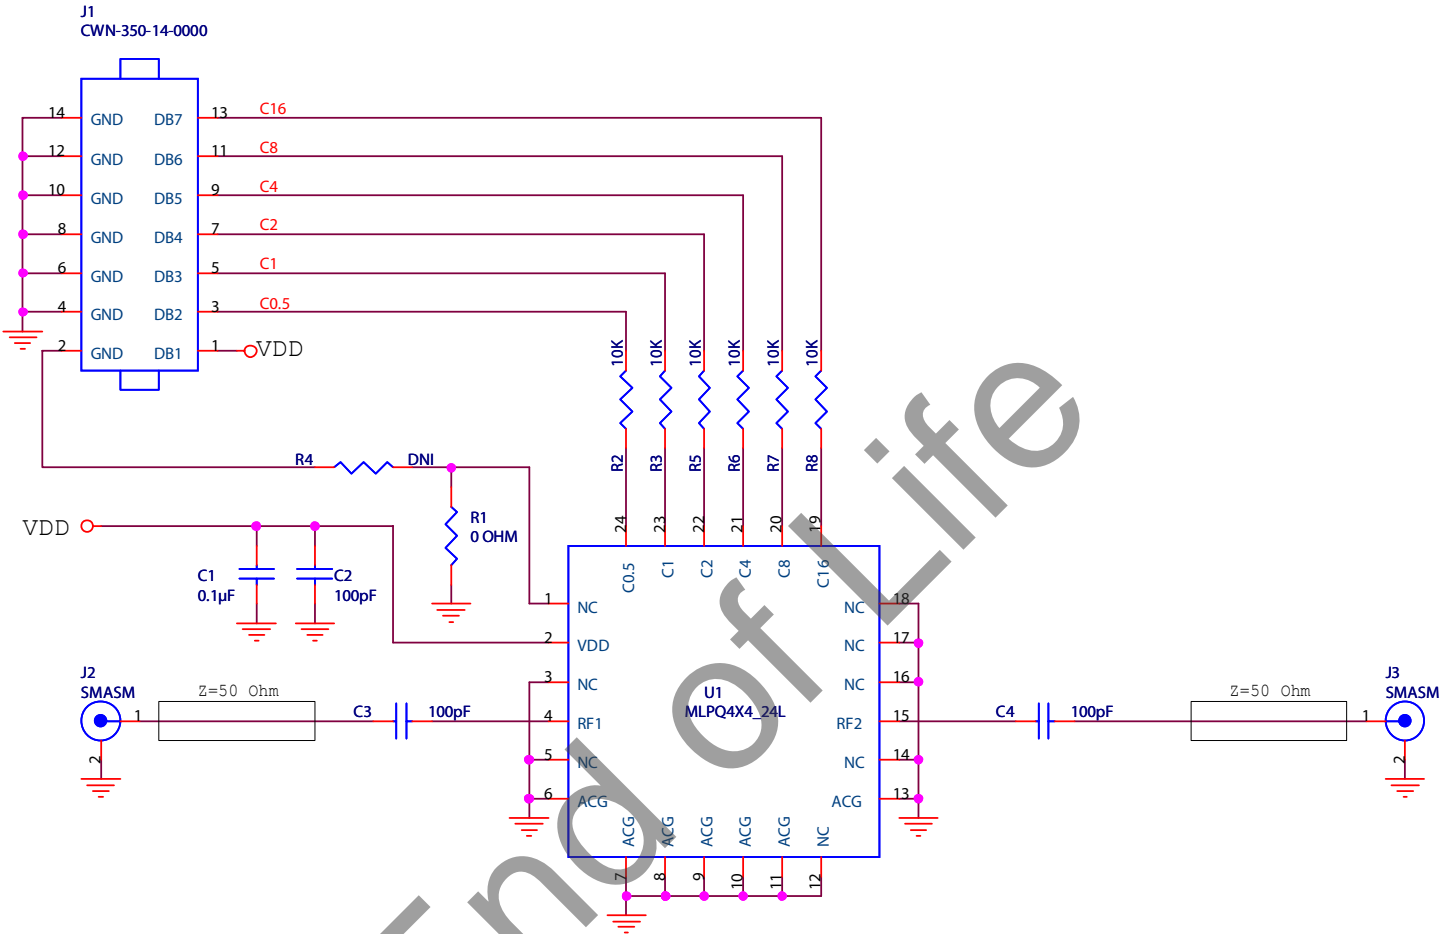 J1
CWN-350-14-0000
14 GND DB7 13 C16
12 GND DB6 11 C8
10 GND DB5 9 C4
8 GND DB4 7 C2
6 GND DB3 5 C1
4 GND DB2 3 C0.5
2 GND DB1 1 VDD
10K 10K 10K 10K 10K 10K
R2 R3 R5 R6 R7 R8
R4 DNI
R1
0 OHM
VDD
C1
0.1μF
C2
100pF
24 23 22 21 20 19
C0.5 C1 C2 C4 C8 C16
1 NC NC 18
2 VDD NC 17
3 NC NC 16
U1
MLPQ4X4_24L
4 RF1 RF2 15
5 NC NC 14
6 ACG ACG 13
ACG ACG ACG ACG ACG NC
7 8 9 10 11 12
J2
SMASM
1
2
Z=50 Ohm
C3 100pF
C4 100pF
Z=50 Ohm
J3
SMASM
1
2
End of Life